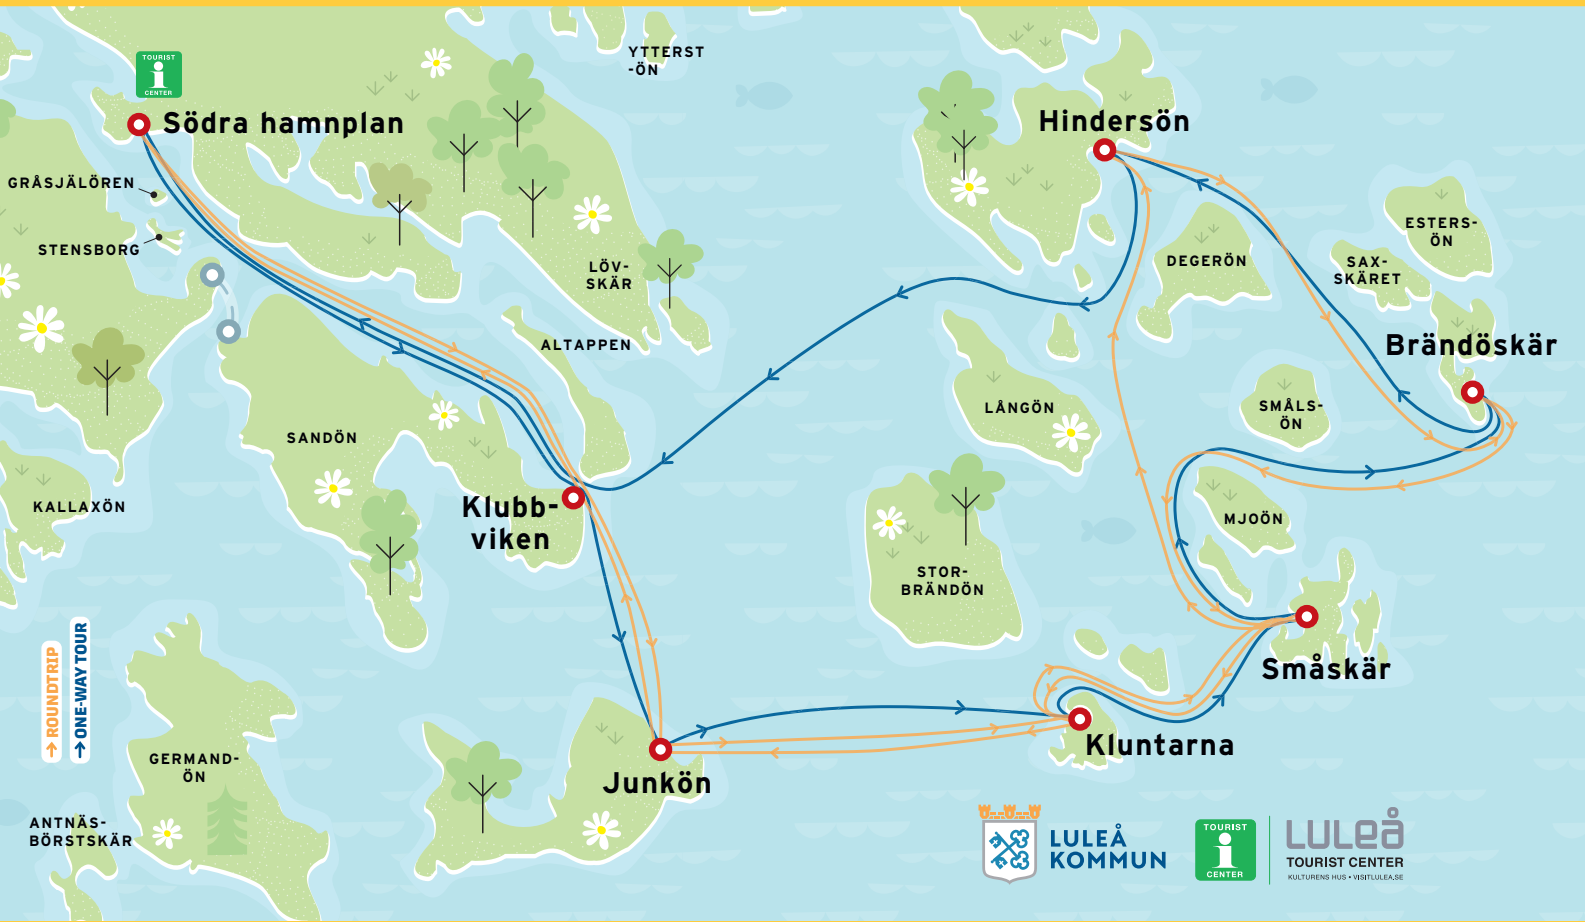 YTTERST
-ÖN
TOURIST
CENTER
Södra hamnplan
Hindersön
GRÅSJÄLÖREN
STENSBORG
LÖV-
SKÄR
ESTERS-
ÖN
DEGERÖN
SAX-
SKÄRET
ALTAPPEN
Brändöskär
LÅNGÖN
SMÅLS-
ÖN
SANDÖN
KALLAXÖN
Klubb-
viken
MJOÖN
STOR-
BRÄNDÖN
Småskär
ROUNDTRIP
ONE-WAY TOUR
Kluntarna
GERMAND-
ÖN
Junkön
ANTNÄS-
BÖRSTSKÄR
LULEÅ
KOMMUN
TOURIST
CENTER
LULEÅ
TOURIST CENTER
KULTURENS HUS • VISITLULEA.SE